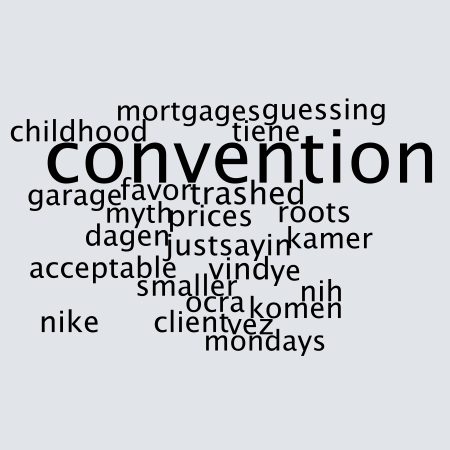 mortgages guessing
childhood tiene
convention
garage favor trashed
myth prices roots
dagen justsayin kamer
acceptable vind ye
smaller nih
ocra komen
nike client vez
mondays